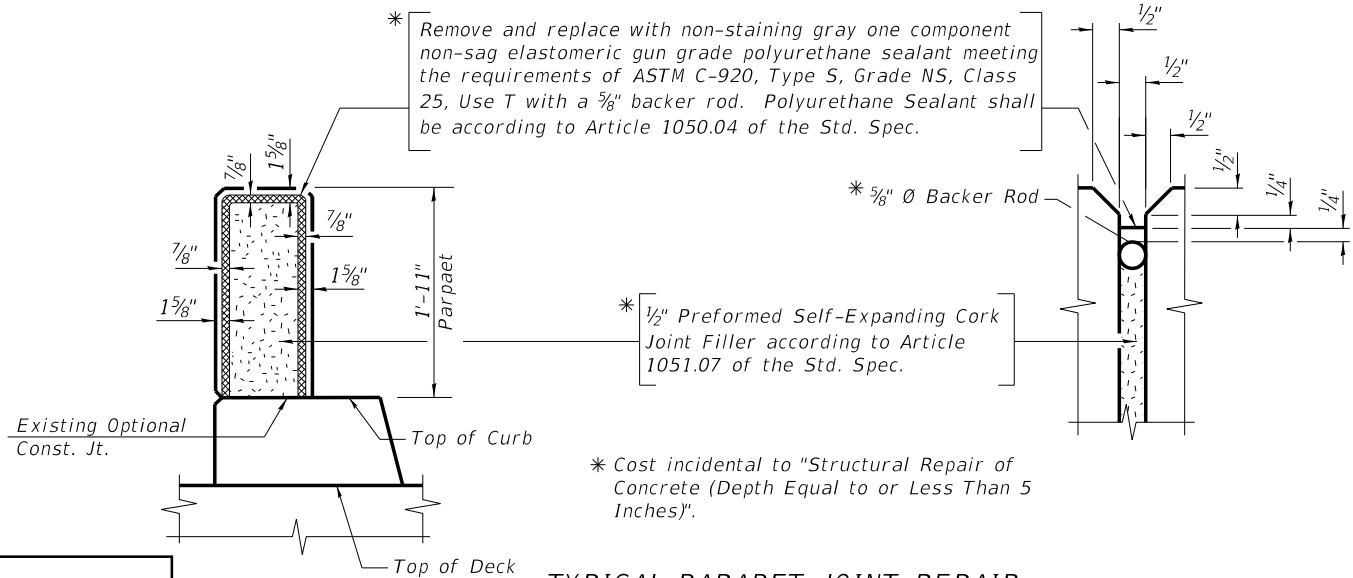 * Remove and replace with non-staining gray one component
non-sag elastomeric gun grade polyurethane sealant meeting
the requirements of ASTM C-920, Type S, Grade NS, Class
25, Use T with a 5/8" backer rod. Polyurethane Sealant shall
be according to Article 1050.04 of the Std. Spec.
1/2"
1/2"
1/2"
1/2"
1/4"
1/4"
* 5/8" Ø Backer Rod
7/8"
1 5/8"
7/8"
7/8"
1 5/8"
1 5/8"
1'-11"
Parpaet
* 1/2" Preformed Self-Expanding Cork
Joint Filler according to Article
1051.07 of the Std. Spec.
Existing Optional
Const. Jt.
Top of Curb
* Cost incidental to "Structural Repair of
Concrete (Depth Equal to or Less Than 5
Inches)".
Top of Deck
TYPICAL PARAPET JOINT REPAIR